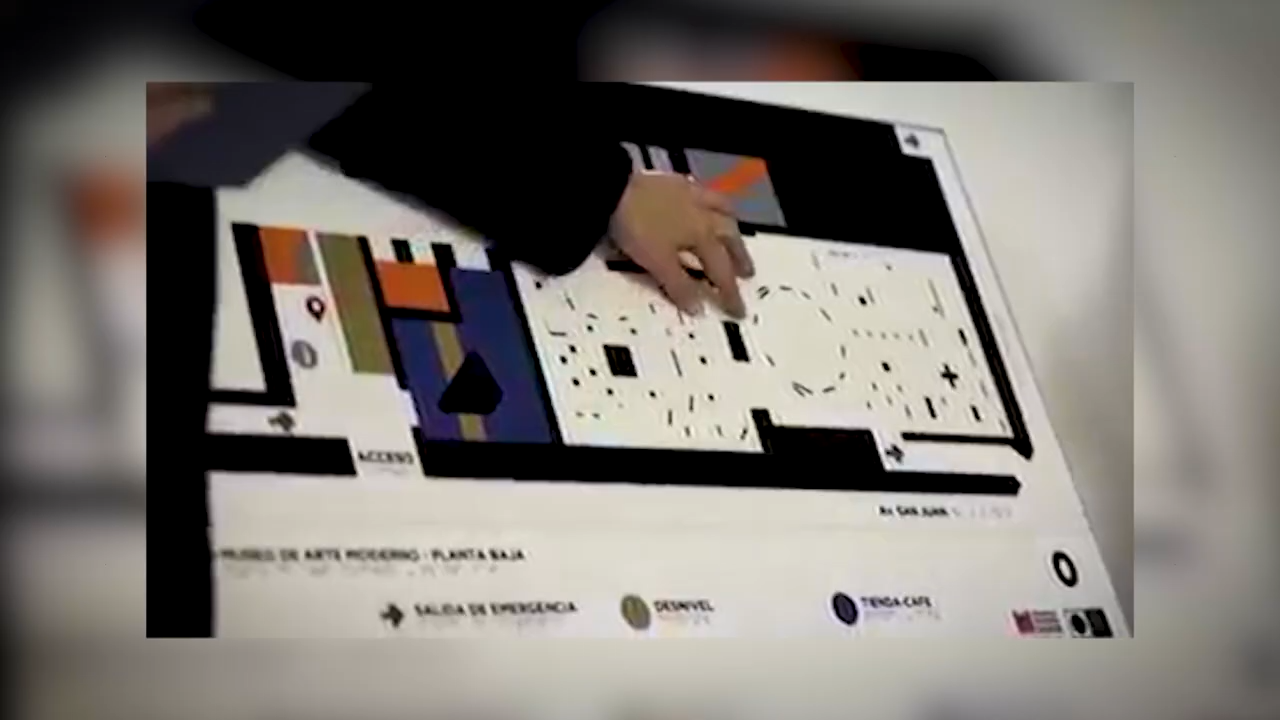 ACCESO
AV. SAN JUAN
MUSEO DE ARTE MODERNO - PLANTA BAJA
SALIDA DE EMERGENCIA
DESNIVEL
TIENDA-CAFE